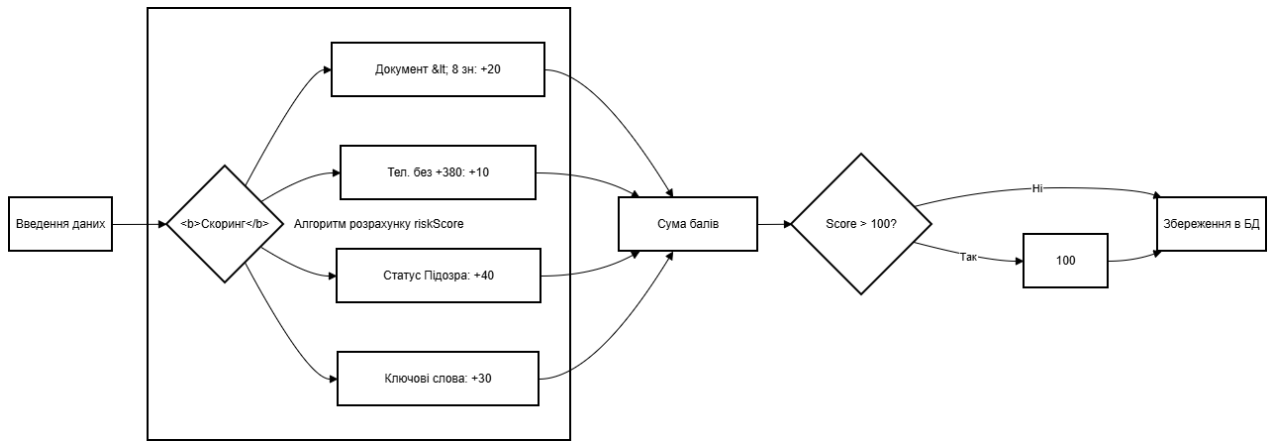 Введення даних
<b>Скоринг</b>
Алгоритм розрахунку riskScore
Документ &lt; 8 зн: +20
Тел. без +380: +10
Статус Підозра: +40
Ключові слова: +30
Сума балів
Score > 100?
Ні
Так
100
Збереження в БД